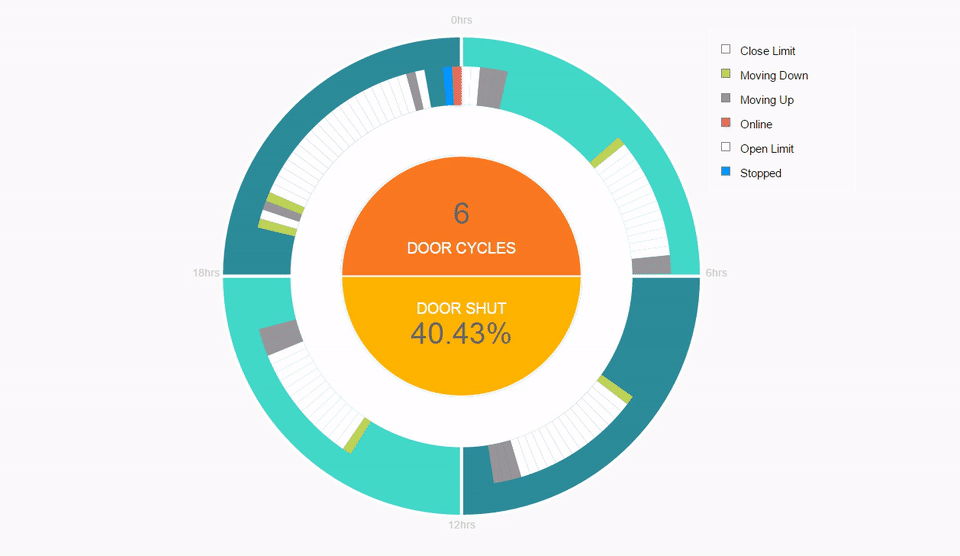 0hrs
Close Limit
Moving Down
Moving Up
Online
Open Limit
Stopped
6
DOOR CYCLES
18hrs
6hrs
DOOR SHUT
40.43%
12hrs